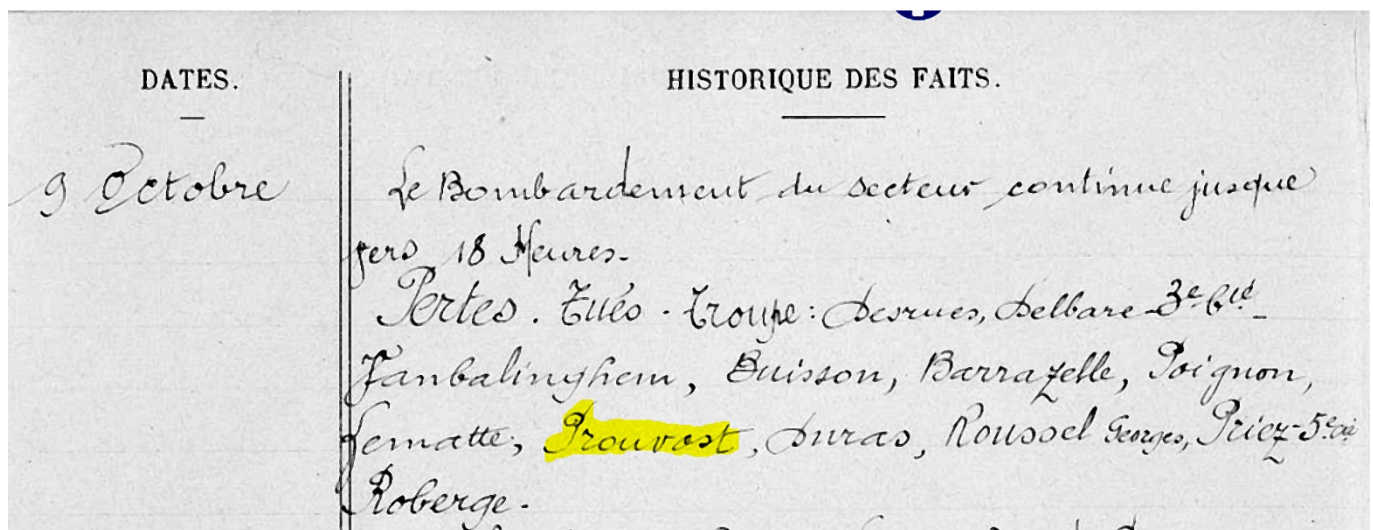 DATES.
HISTORIQUE DES FAITS.
9 Octobre
Le Bombardement du secteur continue jusque
vers 18 Heures.
Pertes. Tués. Troupe: Desrues, Delbare 3e Cie
Vanbalinghem, Buisson, Barrazelle, Poignon,
Lematte, Prouvost, Duras, Roussel Georges, Priez 5e Cie
Roberge.